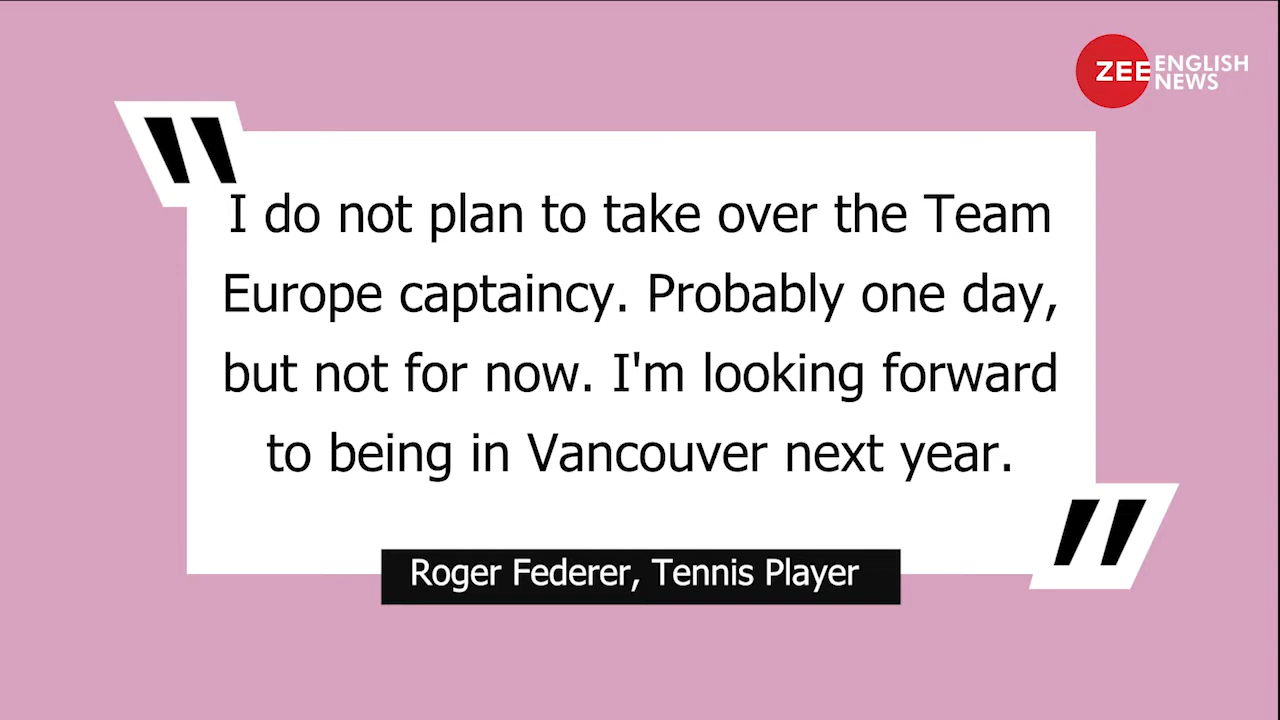 ZEE ENGLISH
NEWS
I do not plan to take over the Team
Europe captaincy. Probably one day,
but not for now. I'm looking forward
to being in Vancouver next year.
Roger Federer, Tennis Player